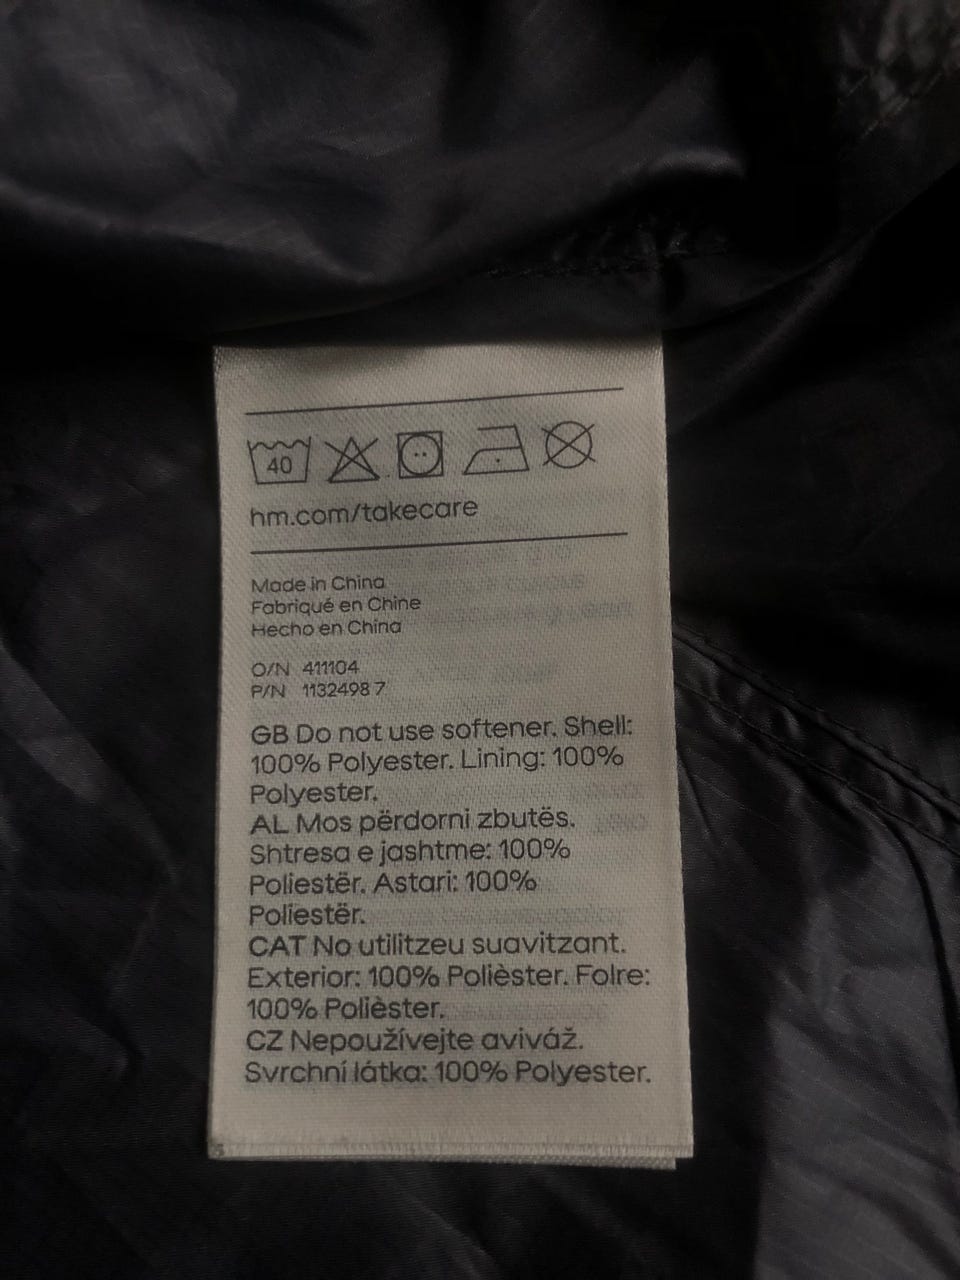 40
hm.com/takecare
Made in China
Fabriqué en Chine
Hecho en China
O/N 411104
P/N 1132498 7
GB Do not use softener. Shell:
100% Polyester. Lining: 100%
Polyester.
AL Mos përdorni zbutës.
Shtresa e jashtme: 100%
Poliestër. Astari: 100%
Poliestër.
CAT No utilitzeu suavitzant.
Exterior: 100% Polièster. Folre:
100% Polièster.
CZ Nepoužívejte aviváž.
Svrchní látka: 100% Polyester.